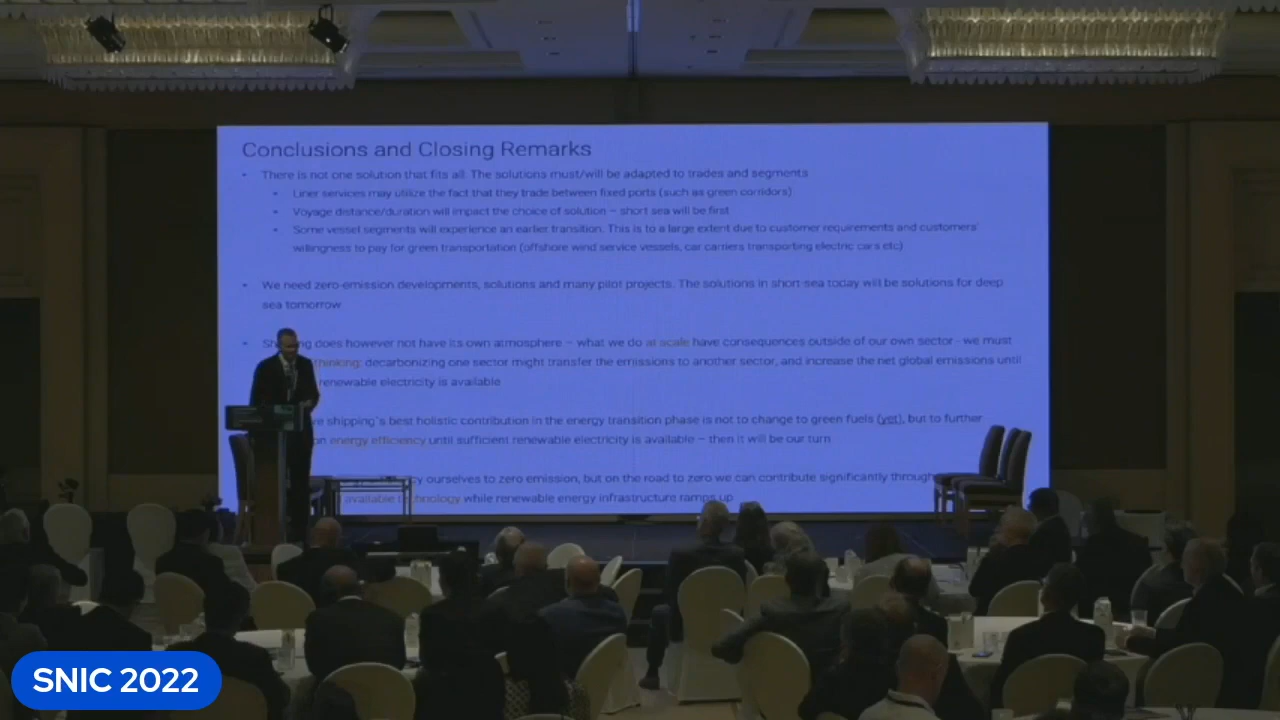 Conclusions and Closing Remarks
• There is not one solution that fits all. The solutions must/will be adapted to trades and segments
• Liner services may utilize the fact that they trade between fixed ports (such as green corridors)
• Voyage distance/duration will impact the choice of solution – short sea will be first
• Some vessel segments will experience an earlier transition. This is to a large extent due to customer requirements and customers'
willingness to pay for green transportation (offshore wind service vessels, car carriers transporting electric cars etc)
• We need zero-emission developments, solutions and many pilot projects. The solutions in short-sea today will be solutions for deep
sea tomorrow
• does however not have its own atmosphere – what we do at scale have consequences outside of our own sector - we must
thinking: decarbonizing one sector might transfer the emissions to another sector, and increase the net global emissions until
renewable electricity is available
shipping`s best holistic contribution in the energy transition phase is not to change to green fuels (yet), but to further
energy efficiency until sufficient renewable electricity is available – then it will be our turn
ourselves to zero emission, but on the road to zero we can contribute significantly through
available technology while renewable energy infrastructure ramps up
SNIC 2022